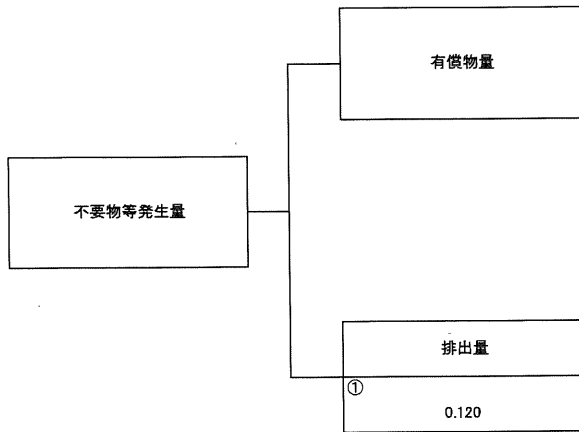 有償物量
不要物等発生量
排出量
①
0.120